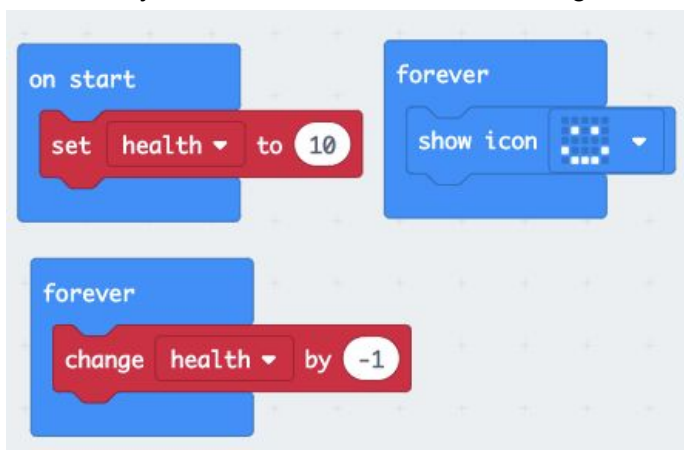 on start
set health to 10
forever
show icon
forever
change health by -1